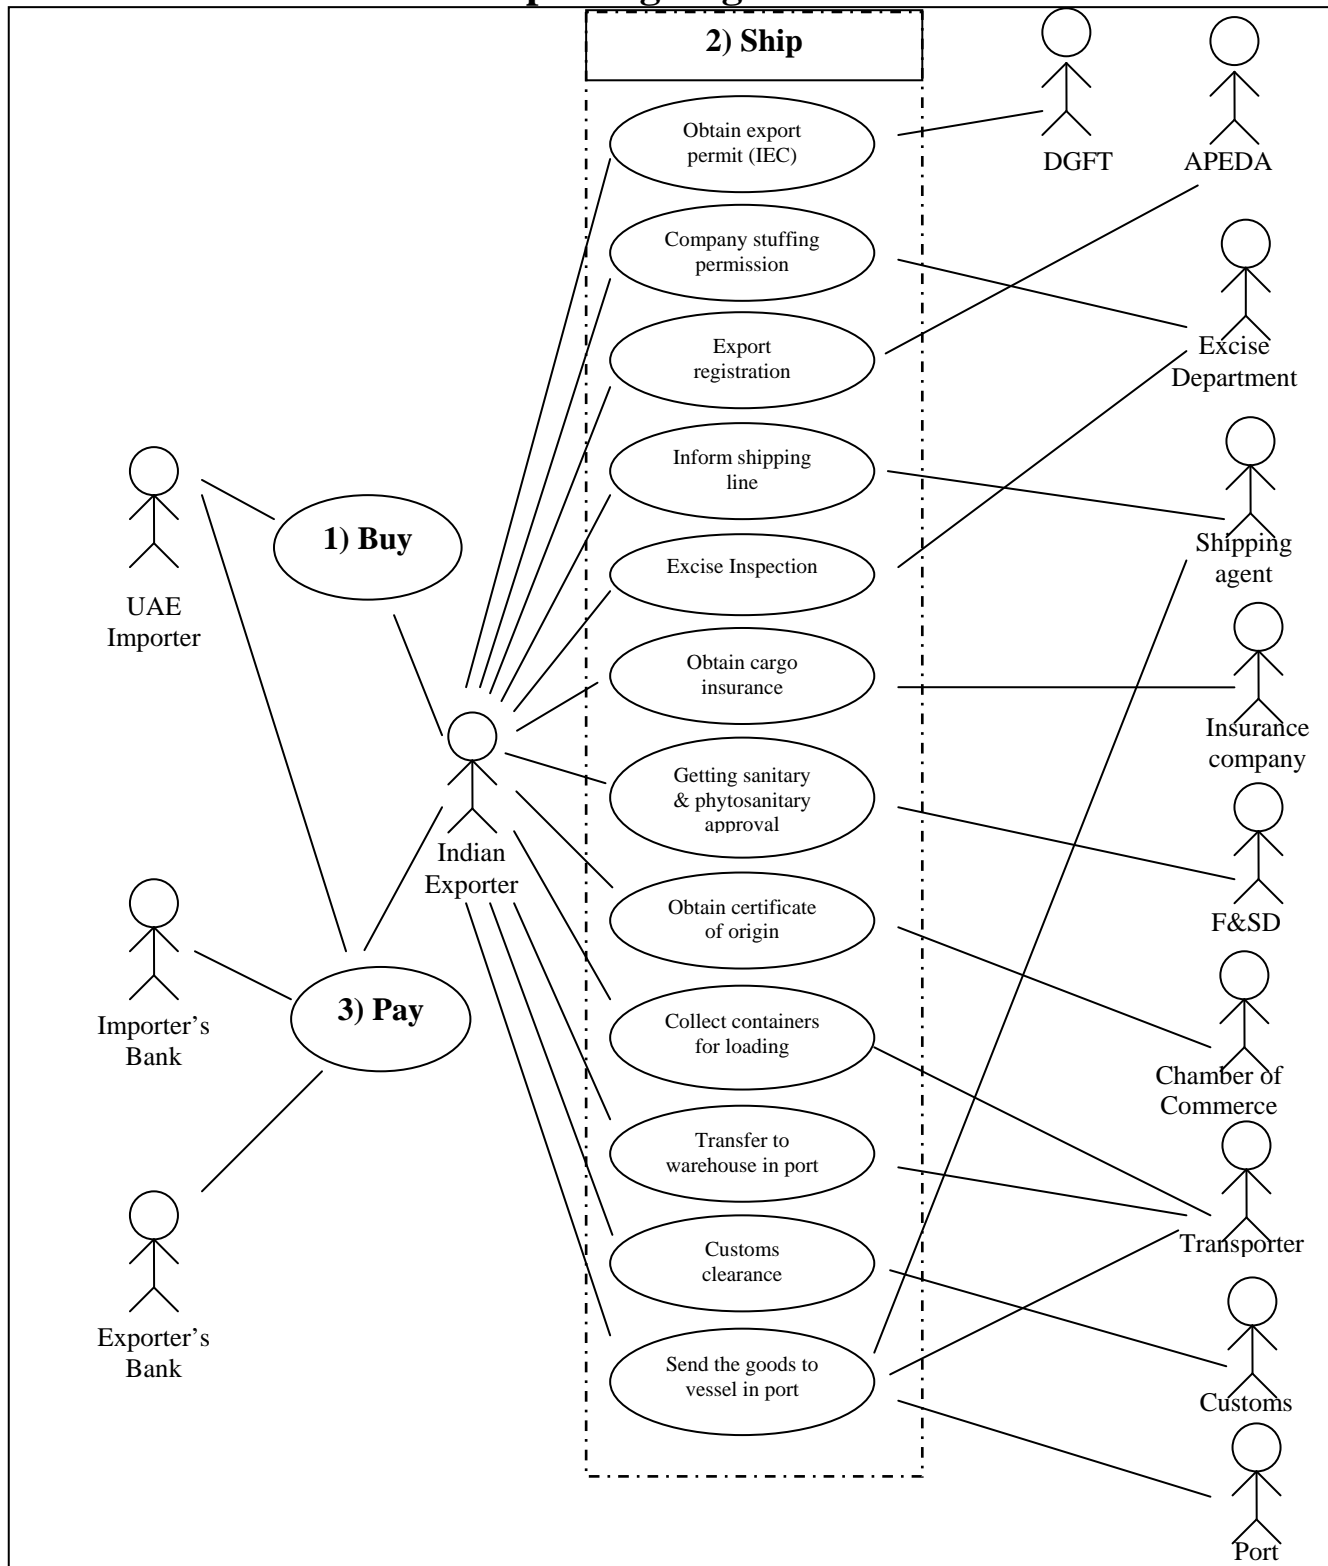 2) Ship
Obtain export
permit (IEC)
DGFT
APEDA
Company stuffing
permission
Export
registration
Excise
Department
Inform shipping
line
1) Buy
Shipping
agent
Excise Inspection
UAE
Importer
Obtain cargo
insurance
Insurance
company
Getting sanitary
& phytosanitary
approval
Indian
Exporter
F&SD
Obtain certificate
of origin
3) Pay
Importer’s
Bank
Collect containers
for loading
Chamber of
Commerce
Transfer to
warehouse in port
Transporter
Customs
clearance
Exporter’s
Bank
Send the goods to
vessel in port
Customs
Port